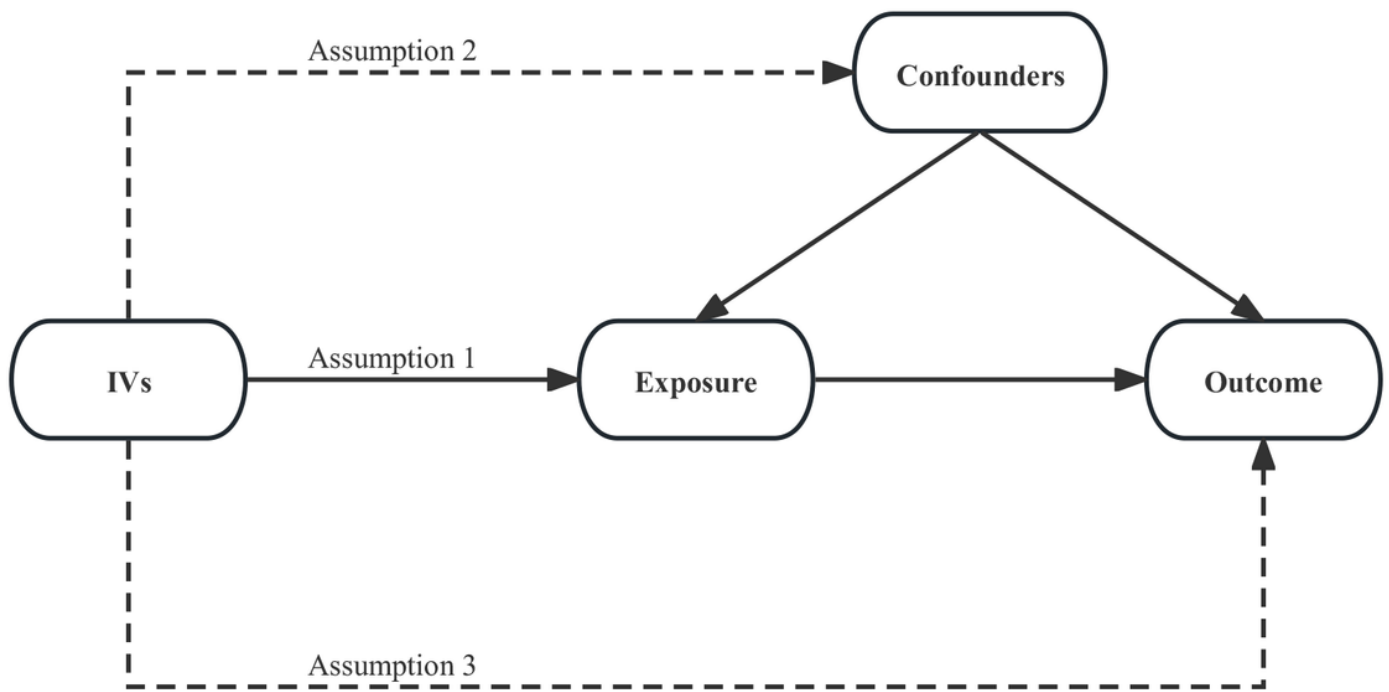 Assumption 2
Confounders
Assumption 1
IVs
Exposure
Outcome
Assumption 3